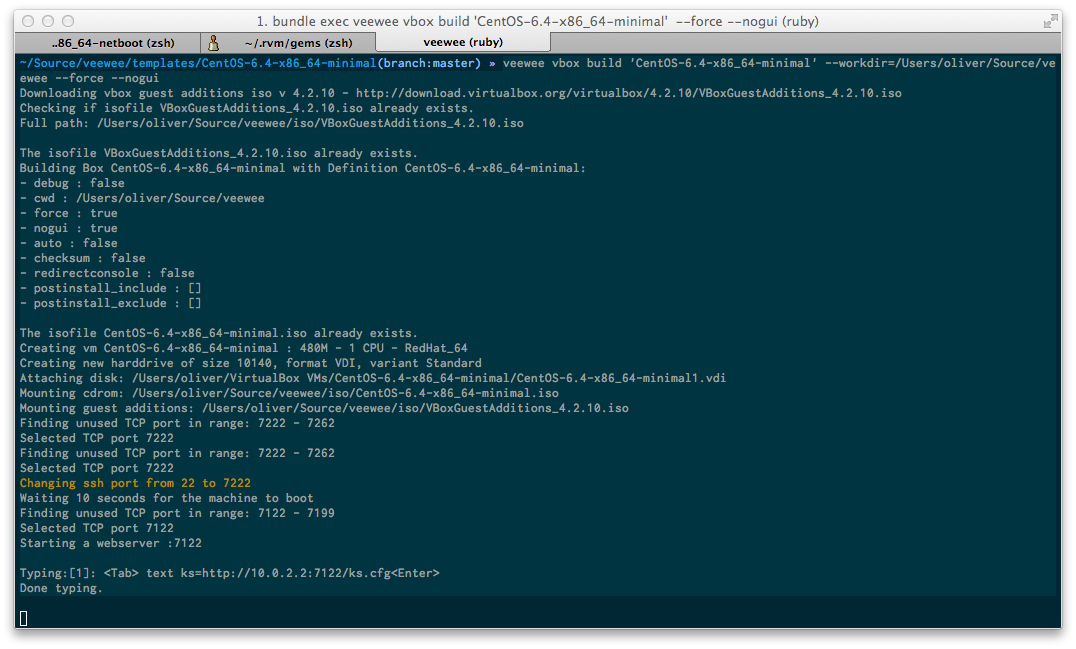 1. bundle exec veewee vbox build 'CentOS-6.4-x86_64-minimal' --force --nogui (ruby)
..86_64-netboot (zsh) ~/.rvm/gems (zsh) veewee (ruby)
~/Source/veewee/templates/CentOS-6.4-x86_64-minimal(branch:master) » veewee vbox build 'CentOS-6.4-x86_64-minimal' --workdir=/Users/oliver/Source/ve
ewee --force --nogui
Downloading vbox guest additions iso v 4.2.10 - http://download.virtualbox.org/virtualbox/4.2.10/VBoxGuestAdditions_4.2.10.iso
Checking if isofile VBoxGuestAdditions_4.2.10.iso already exists.
Full path: /Users/oliver/Source/veewee/iso/VBoxGuestAdditions_4.2.10.iso
The isofile VBoxGuestAdditions_4.2.10.iso already exists.
Building Box CentOS-6.4-x86_64-minimal with Definition CentOS-6.4-x86_64-minimal:
- debug : false
- cwd : /Users/oliver/Source/veewee
- force : true
- nogui : true
- auto : false
- checksum : false
- redirectconsole : false
- postinstall_include : []
- postinstall_exclude : []
The isofile CentOS-6.4-x86_64-minimal.iso already exists.
Creating vm CentOS-6.4-x86_64-minimal : 480M - 1 CPU - RedHat_64
Creating new harddrive of size 10140, format VDI, variant Standard
Attaching disk: /Users/oliver/VirtualBox VMs/CentOS-6.4-x86_64-minimal/CentOS-6.4-x86_64-minimal1.vdi
Mounting cdrom: /Users/oliver/Source/veewee/iso/CentOS-6.4-x86_64-minimal.iso
Mounting guest additions: /Users/oliver/Source/veewee/iso/VBoxGuestAdditions_4.2.10.iso
Finding unused TCP port in range: 7222 - 7262
Selected TCP port 7222
Finding unused TCP port in range: 7222 - 7262
Selected TCP port 7222
Changing ssh port from 22 to 7222
Waiting 10 seconds for the machine to boot
Finding unused TCP port in range: 7122 - 7199
Selected TCP port 7122
Starting a webserver :7122
Typing:[1]: <Tab> text ks=http://10.0.2.2:7122/ks.cfg<Enter>
Done typing.